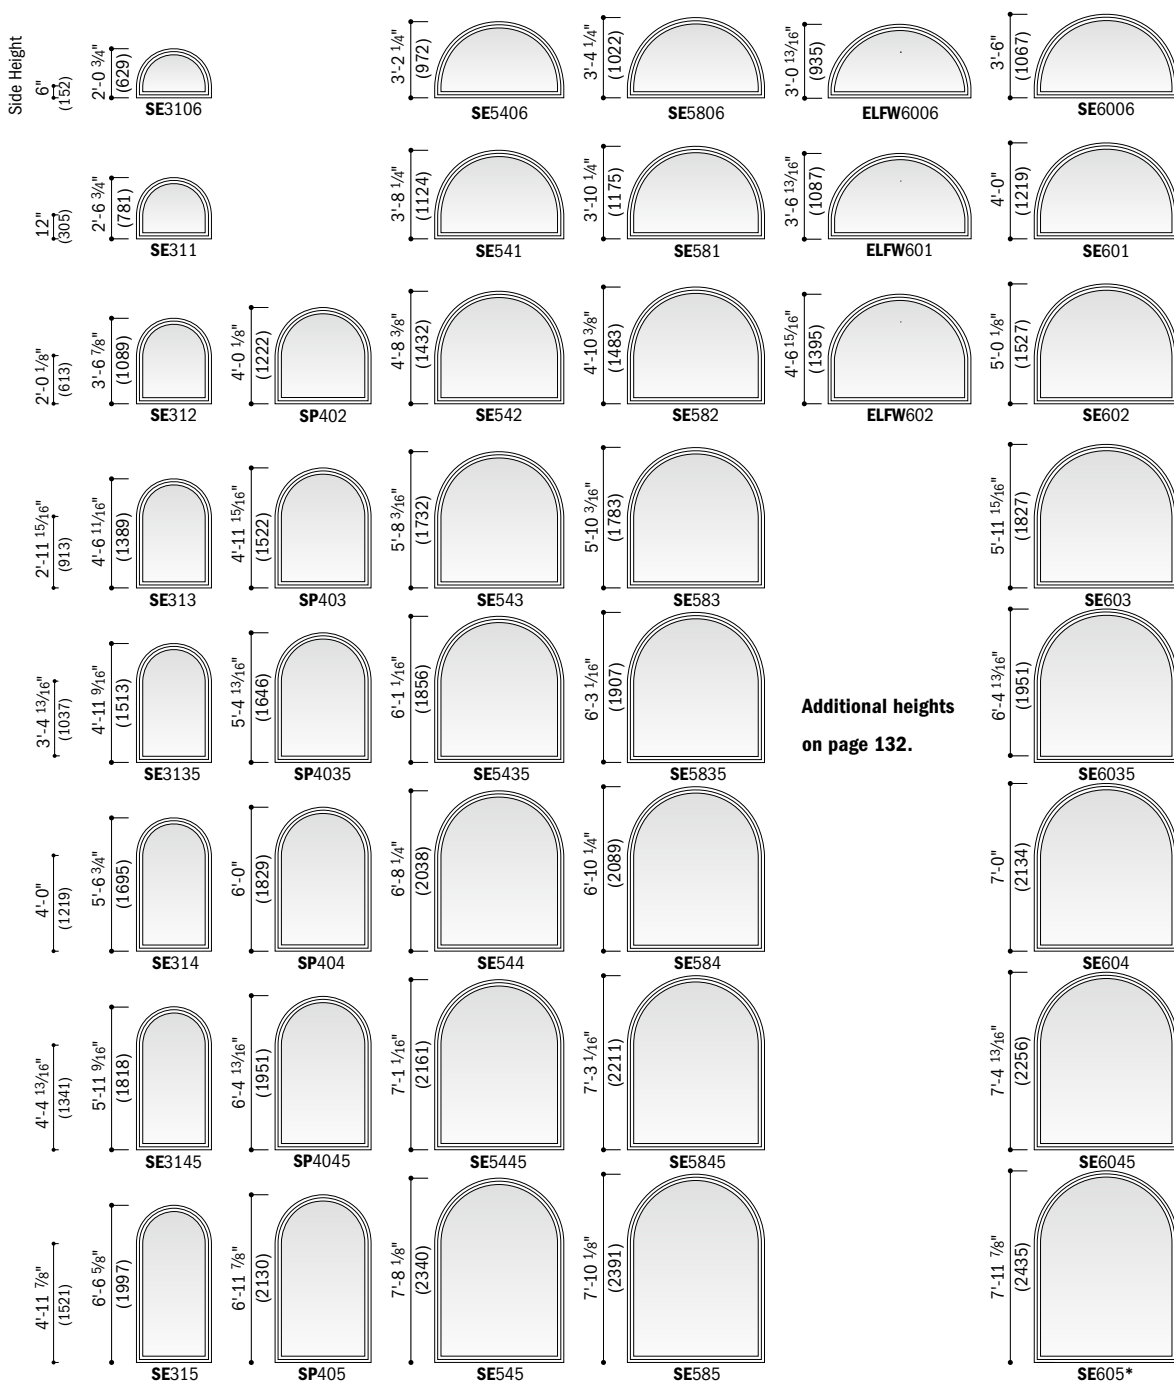 Side Height
6"
(152)
2'-0 3/4"
(629)
SE3106
3'-2 1/4"
(972)
SE5406
3'-4 1/4"
(1022)
SE5806
3'-0 13/16"
(935)
ELFW6006
3'-6"
(1067)
SE6006
12"
(305)
2'-6 3/4"
(781)
SE311
3'-8 1/4"
(1124)
SE541
3'-10 1/4"
(1175)
SE581
3'-6 13/16"
(1087)
ELFW601
4'-0"
(1219)
SE601
2'-0 1/8"
(613)
3'-6 7/8"
(1089)
SE312
4'-0 1/8"
(1222)
SP402
4'-8 3/8"
(1432)
SE542
4'-10 3/8"
(1483)
SE582
4'-6 15/16"
(1395)
ELFW602
5'-0 1/8"
(1527)
SE602
2'-11 15/16"
(913)
4'-6 11/16"
(1389)
SE313
4'-11 15/16"
(1522)
SP403
5'-8 3/16"
(1732)
SE543
5'-10 3/16"
(1783)
SE583
5'-11 15/16"
(1827)
SE603
3'-4 13/16"
(1037)
4'-11 9/16"
(1513)
SE3135
5'-4 13/16"
(1646)
SP4035
6'-1 1/16"
(1856)
SE5435
6'-3 1/16"
(1907)
SE5835
Additional heights
on page 132.
6'-4 13/16"
(1951)
SE6035
4'-0"
(1219)
5'-6 3/4"
(1695)
SE314
6'-0"
(1829)
SP404
6'-8 1/4"
(2038)
SE544
6'-10 1/4"
(2089)
SE584
7'-0"
(2134)
SE604
4'-4 13/16"
(1341)
5'-11 9/16"
(1818)
SE3145
6'-4 13/16"
(1951)
SP4045
7'-1 1/16"
(2161)
SE5445
7'-3 1/16"
(2211)
SE5845
7'-4 13/16"
(2256)
SE6045
4'-11 7/8"
(1521)
6'-6 5/8"
(1997)
SE315
6'-11 7/8"
(2130)
SP405
7'-8 1/8"
(2340)
SE545
7'-10 1/8"
(2391)
SE585
7'-11 7/8"
(2435)
SE605*